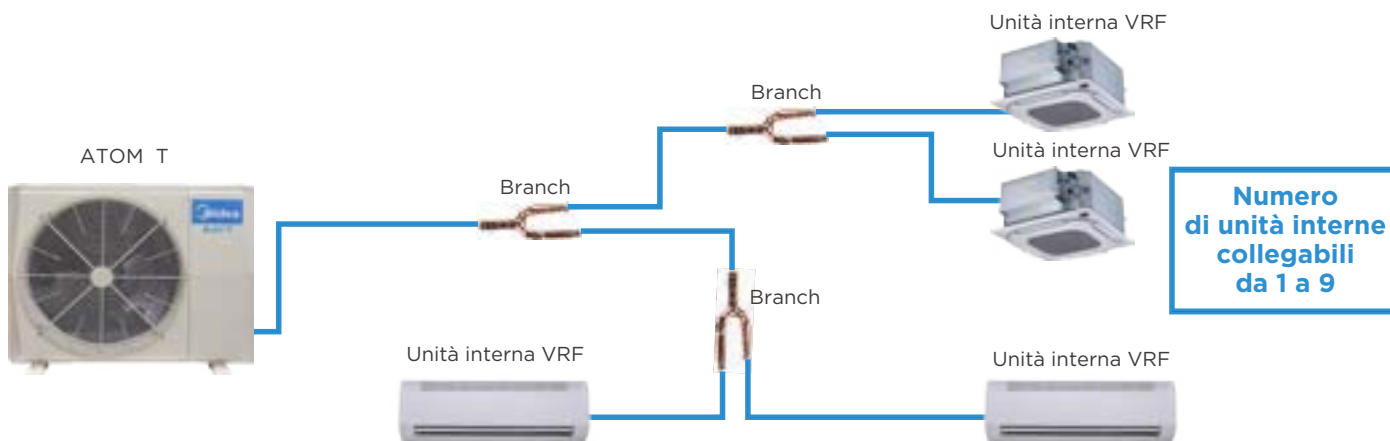 Unità interna VRF
Branch
Unità interna VRF
ATOM T
Branch
Numero
di unità interne
collegabili
da 1 a 9
Branch
Unità interna VRF
Unità interna VRF
Midea